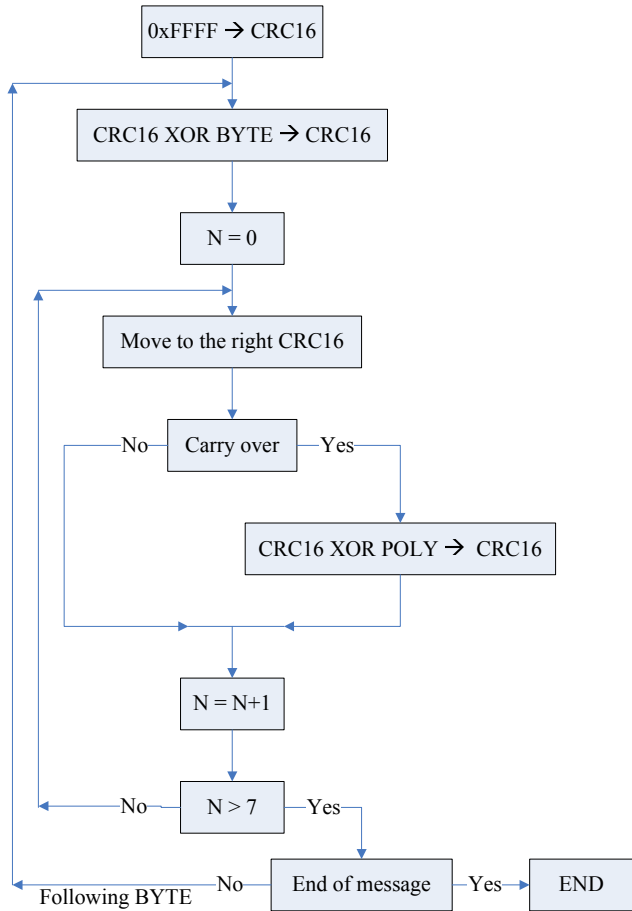 0xFFFF → CRC16
CRC16 XOR BYTE → CRC16
N = 0
Move to the right CRC16
No
Carry over
Yes
CRC16 XOR POLY → CRC16
N = N+1
No
N > 7
Yes
Following BYTE
No
End of message
Yes
END